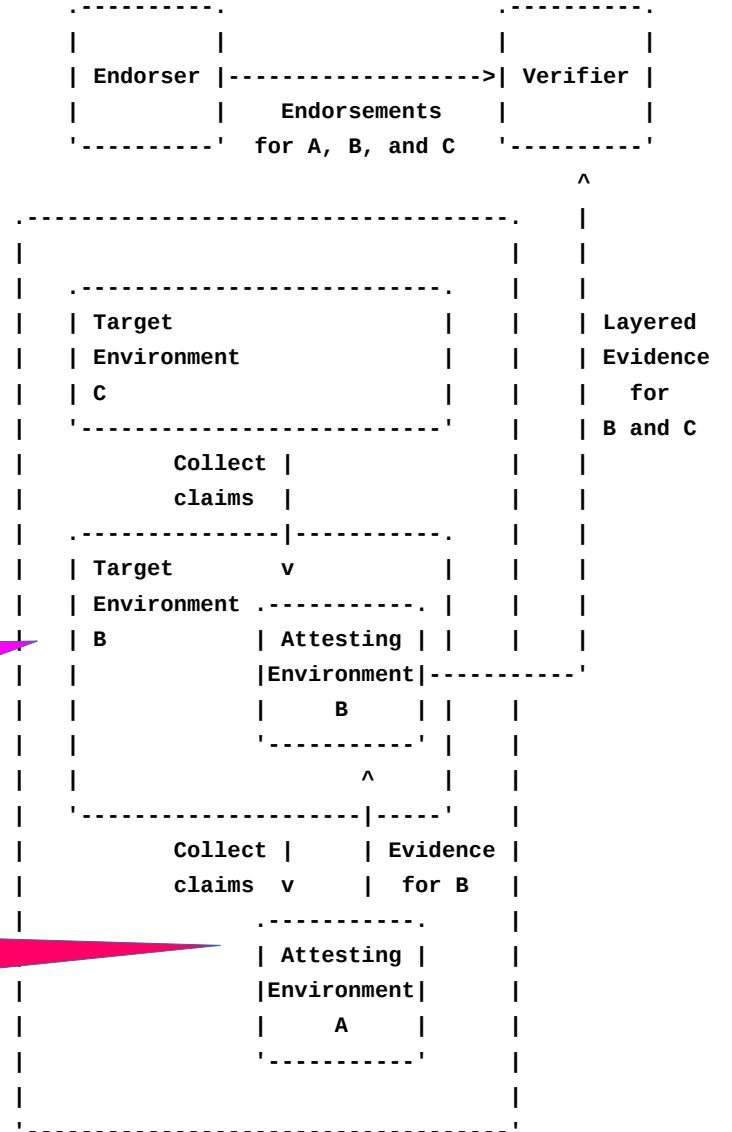 Endorser
Verifier
Endorsements
for A, B, and C
Target
Environment
C
Layered
Evidence
for
B and C
Collect
claims
Target
Environment
B
Attesting
Environment
B
Collect
claims
Evidence
for B
Attesting
Environment
A